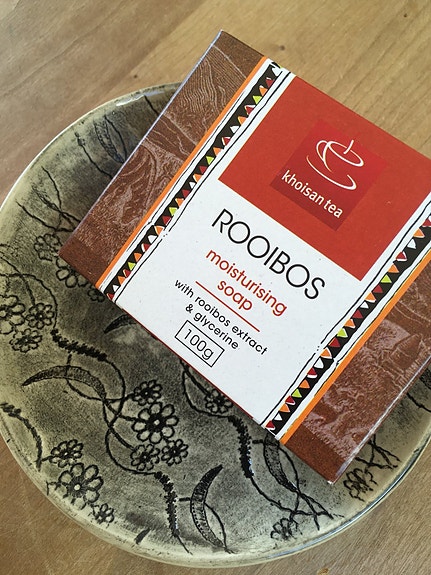 khoisan tea
ROOIBOS
moisturising
soap
with rooibos extract
& glycerine
100g